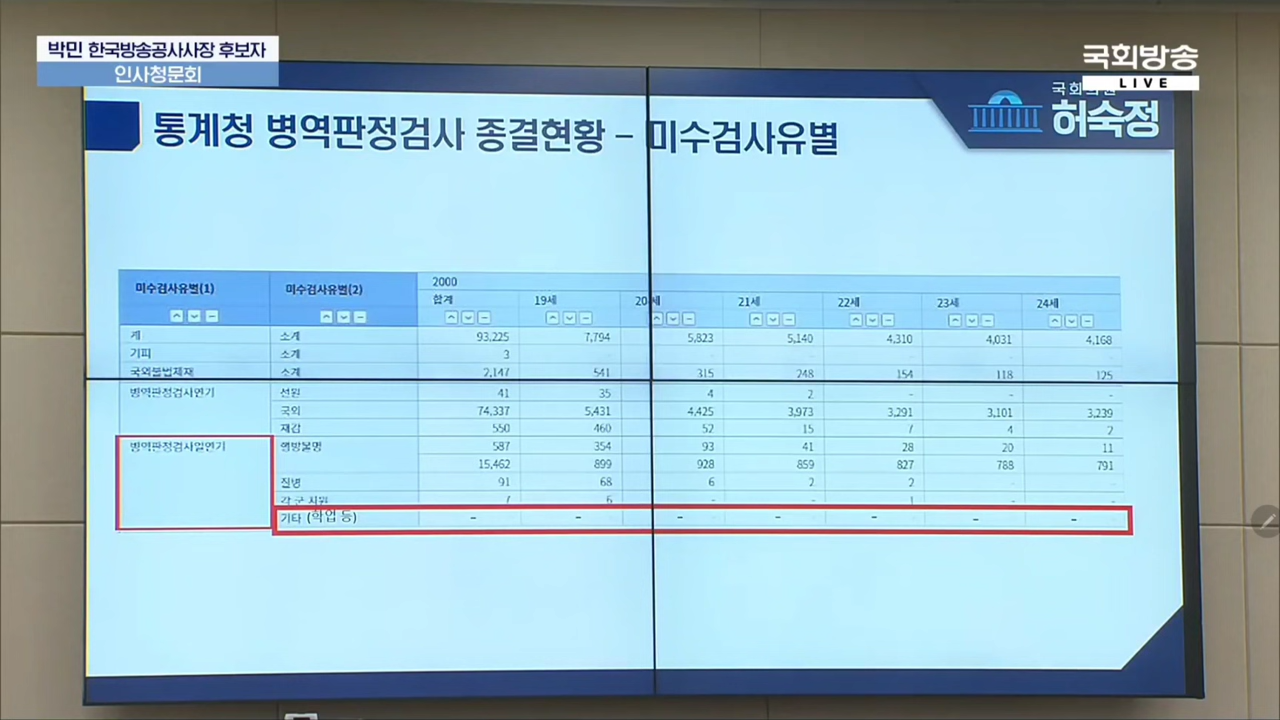 박민 한국방송공사사장 후보자
인사청문회
국회방송
LIVE
국회의원
허숙정
통계청 병역판정검사 종결현황 – 미수검사유별
미수검사유별(1) 미수검사유별(2) 2000
합계 19세 20세 21세 22세 23세 24세
계 소계 93,225 7,794 5,823 5,140 4,310 4,031 4,168
기피 소계 3 - - - - - -
국외불법체재 소계 2,147 541 315 248 154 118 125
병역판정검사연기 선원 41 35 4 2 - - -
국외 74,337 5,431 4,425 3,973 3,291 3,101 3,239
재감 550 460 52 15 7 4 2
병역판정검사일연기 행방불명 587 354 93 41 28 20 11
15,462 899 928 859 827 788 791
질병 91 68 6 2 2 - -
각 군 지원 7 6 - - 1 - -
기타 (학업 등) - - - - - - -